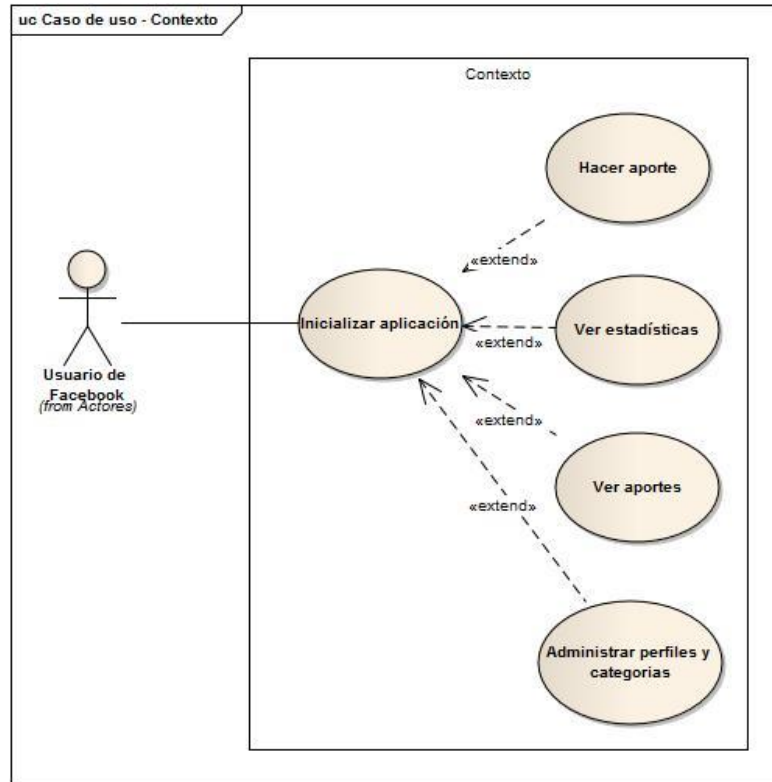 uc Caso de uso - Contexto
Contexto
Hacer aporte
«extend»
Inicializar aplicación
Ver estadísticas
«extend»
Usuario de
Facebook
(from Actores)
«extend»
Ver aportes
«extend»
Administrar perfiles y
categorias